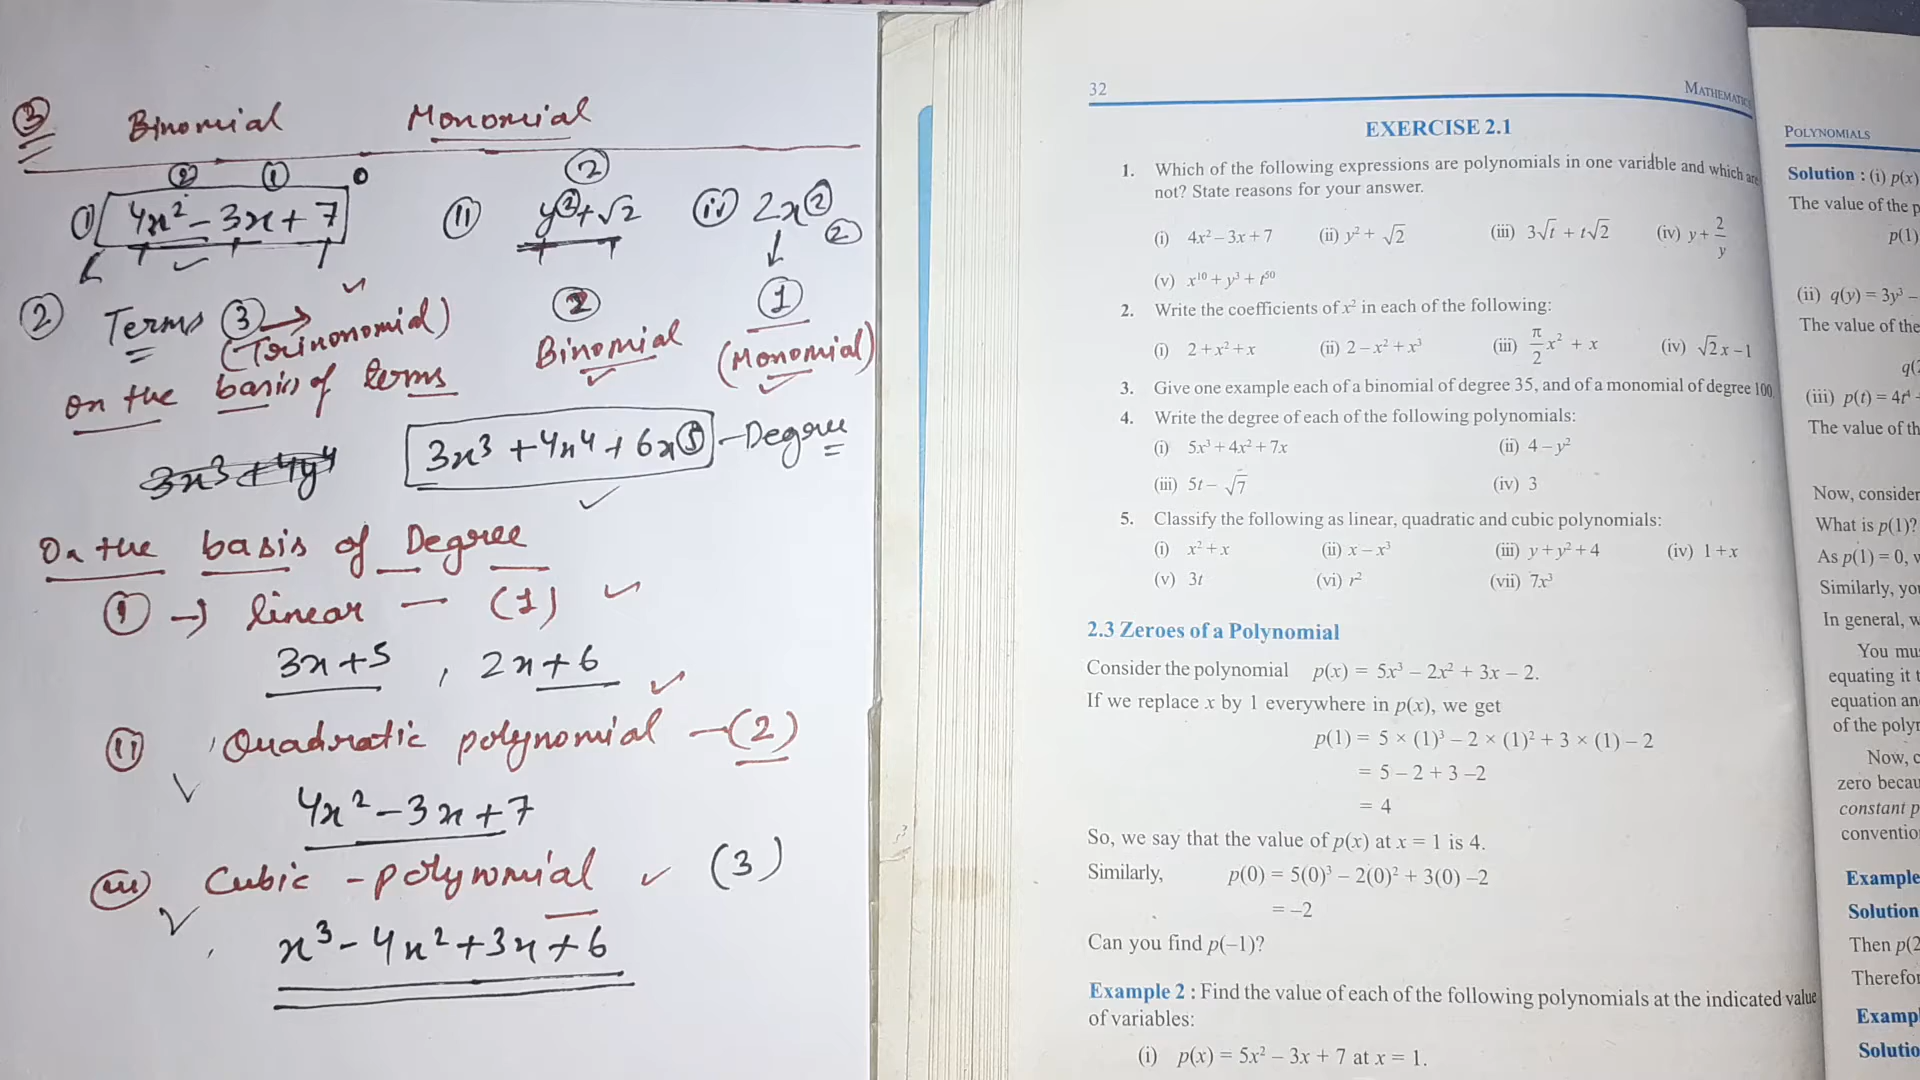 ③ Binomial Monomial
② ① 0 ②
① 4x² – 3x + 7 (ii) y² + √2 (iv) 2x² ②
② Terms ③ → (Trinonomial) ② Binomial 1 (Monomial)
on the basis of terms
3x³ + 4y⁴ 3x³ + 4x⁴ + 6x⑤ – Degree
On the basis of Degree
① → linear – (1)
3x + 5 , 2x + 6
(ii) Quadratic polynomial – (2)
4x² – 3x + 7
(iii) Cubic – polynomial (3)
x³ – 4x² + 3x + 6
32
EXERCISE 2.1
1. Which of the following expressions are polynomials in one variable and which are
not? State reasons for your answer.
(i) 4x² – 3x + 7 (ii) y² + √2 (iii) 3√t + t√2 (iv) y + 2/y
(v) x¹⁰ + y³ + t⁵⁰
2. Write the coefficients of x² in each of the following:
(i) 2 + x² + x (ii) 2 – x² + x³ (iii) π/2 x² + x (iv) √2 x – 1
3. Give one example each of a binomial of degree 35, and of a monomial of degree 100
4. Write the degree of each of the following polynomials:
(i) 5x³ + 4x² + 7x (ii) 4 – y²
(iii) 5t – √7 (iv) 3
5. Classify the following as linear, quadratic and cubic polynomials:
(i) x² + x (ii) x – x³ (iii) y + y² + 4 (iv) 1 + x
(v) 3t (vi) r² (vii) 7x³
2.3 Zeroes of a Polynomial
Consider the polynomial p(x) = 5x³ – 2x² + 3x – 2.
If we replace x by 1 everywhere in p(x), we get
p(1) = 5 × (1)³ – 2 × (1)² + 3 × (1) – 2
= 5 – 2 + 3 –2
= 4
So, we say that the value of p(x) at x = 1 is 4.
Similarly, p(0) = 5(0)³ – 2(0)² + 3(0) –2
= –2
Can you find p(–1)?
Example 2 : Find the value of each of the following polynomials at the indicated value
of variables:
(i) p(x) = 5x² – 3x + 7 at x = 1.
POLYNOMIALS
Solution : (i) p(x)
The value of the p
p(1)
(ii) q(y) = 3y³ –
The value of the
q(2
(iii) p(t) = 4t⁴
The value of th
Now, consider
What is p(1)?
As p(1) = 0, w
Similarly, you
In general, w
You mus
equating it t
equation an
of the polyn
Now, c
zero becau
constant p
convention
Example
Solution
Then p(2
Therefor
Examp
Solutio